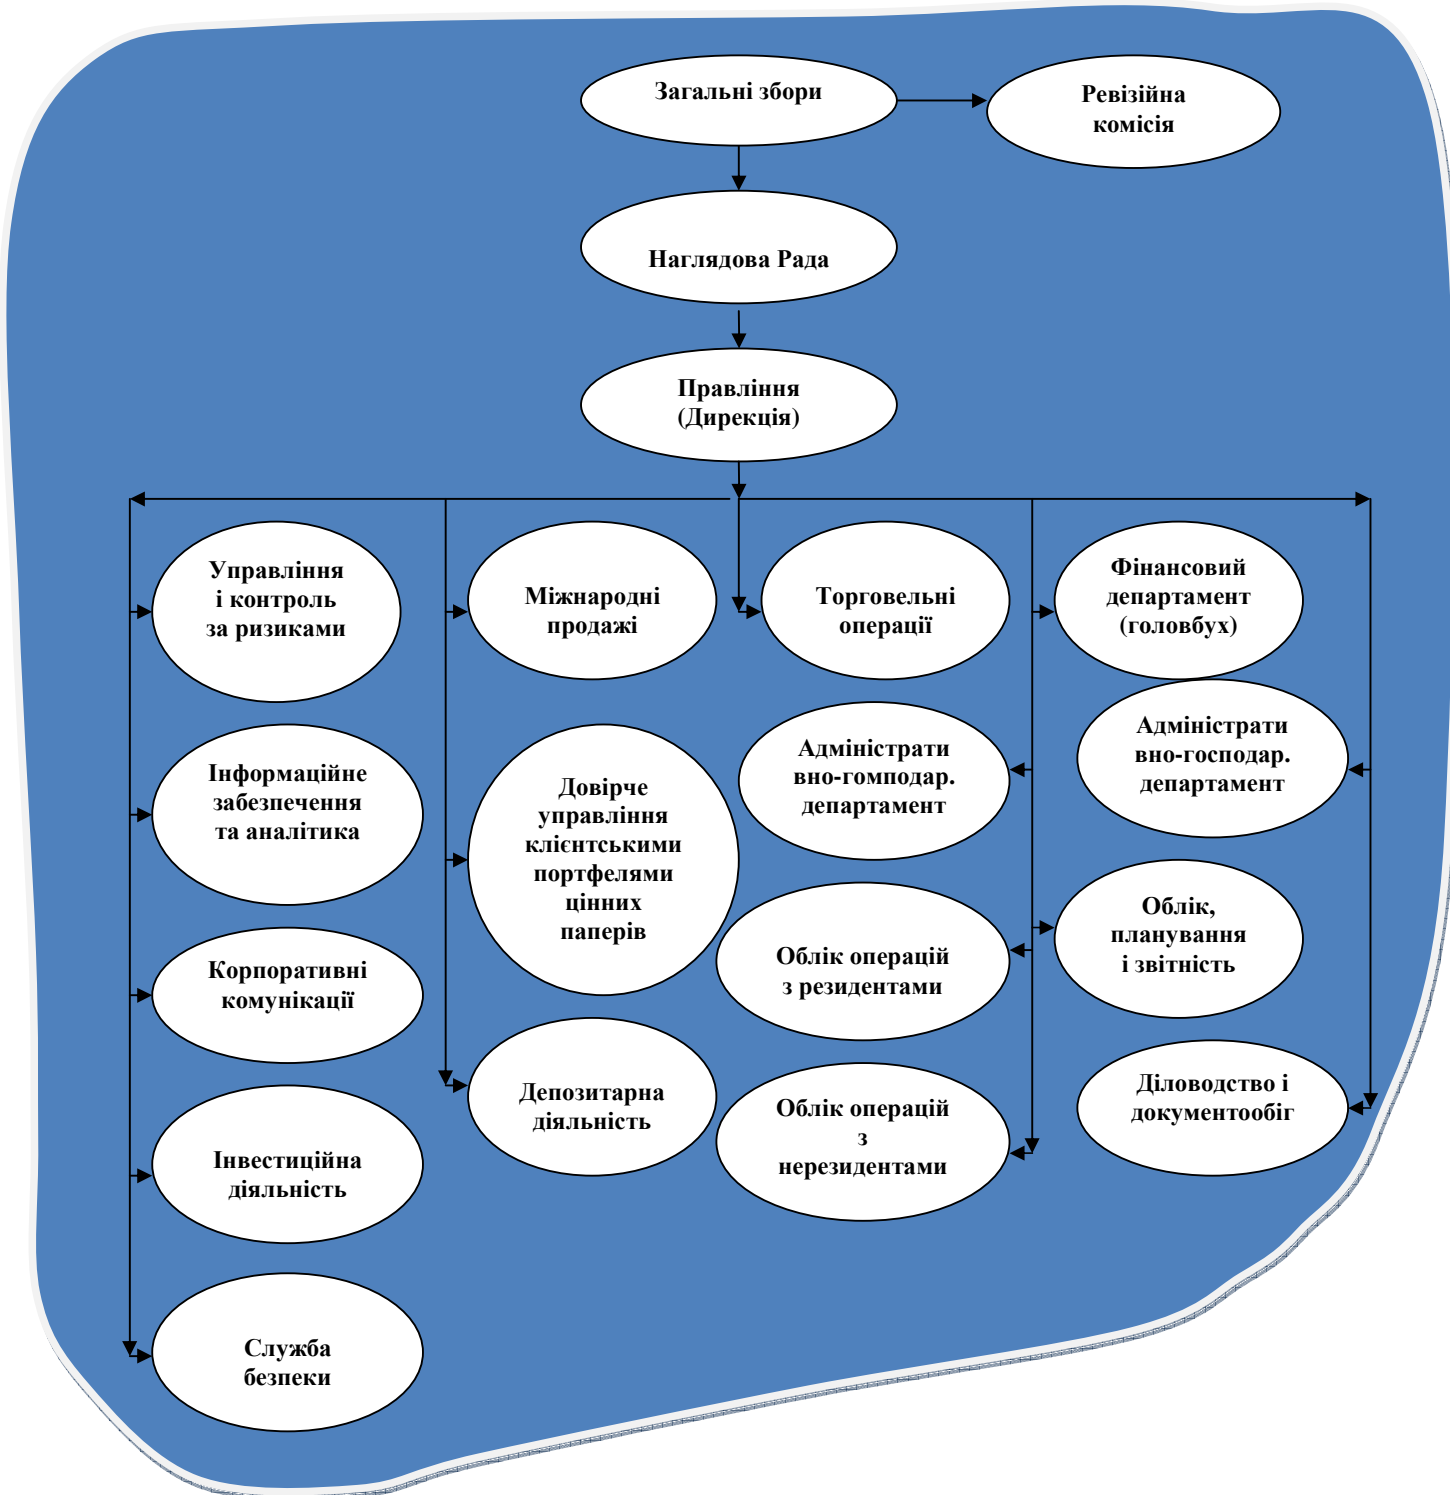 Загальні збори
Ревізійна
комісія
Наглядова Рада
Правління
(Дирекція)
Управління
і контроль
за ризиками
Міжнародні
продажі
Торговельні
операції
Фінансовий
департамент
(головбух)
Інформаційне
забезпечення
та аналітика
Довірче
управління
клієнтськими
портфелями
цінних
паперів
Адміністрати
вно-гомподар.
департамент
Адміністрати
вно-господар.
департамент
Корпоративні
комунікації
Облік операцій
з резидентами
Облік,
планування
і звітність
Інвестиційна
діяльність
Депозитарна
діяльність
Облік операцій
з
нерезидентами
Діловодство і
документообіг
Служба
безпеки